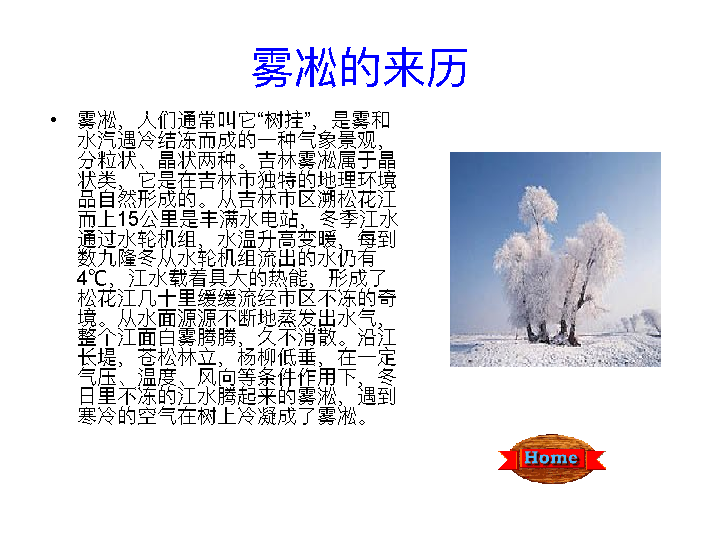 雾凇的来历
• 雾凇，人们通常叫它“树挂”，是雾和
水汽遇冷结冻而成的一种气象景观，
分粒状、晶状两种。吉林雾凇属于晶
状类，它是在吉林市独特的地理环境
品自然形成的。从吉林市区溯松花江
而上15公里是丰满水电站，冬季江水
通过水轮机组，水温升高变暖，每到
数九隆冬从水轮机组流出的水仍有
4℃，江水载着具大的热能，形成了
松花江几十里缓缓流经市区不冻的奇
境。从水面源源不断地蒸发出水气，
整个江面白雾腾腾，久不消散。沿江
长堤，苍松林立，杨柳低垂，在一定
气压、温度、风向等条件作用下，冬
日里不冻的江水腾起来的雾淞，遇到
寒冷的空气在树上冷凝成了雾凇。
Home